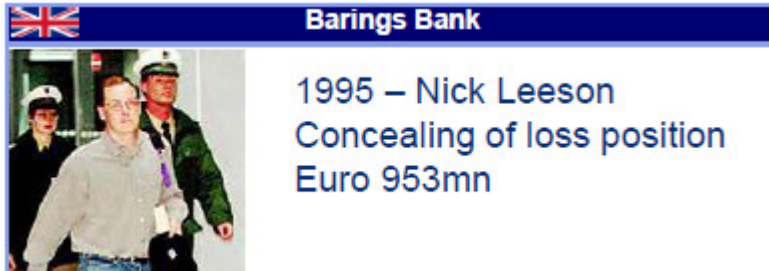 Barings Bank
1995 – Nick Leeson
Concealing of loss position
Euro 953mn